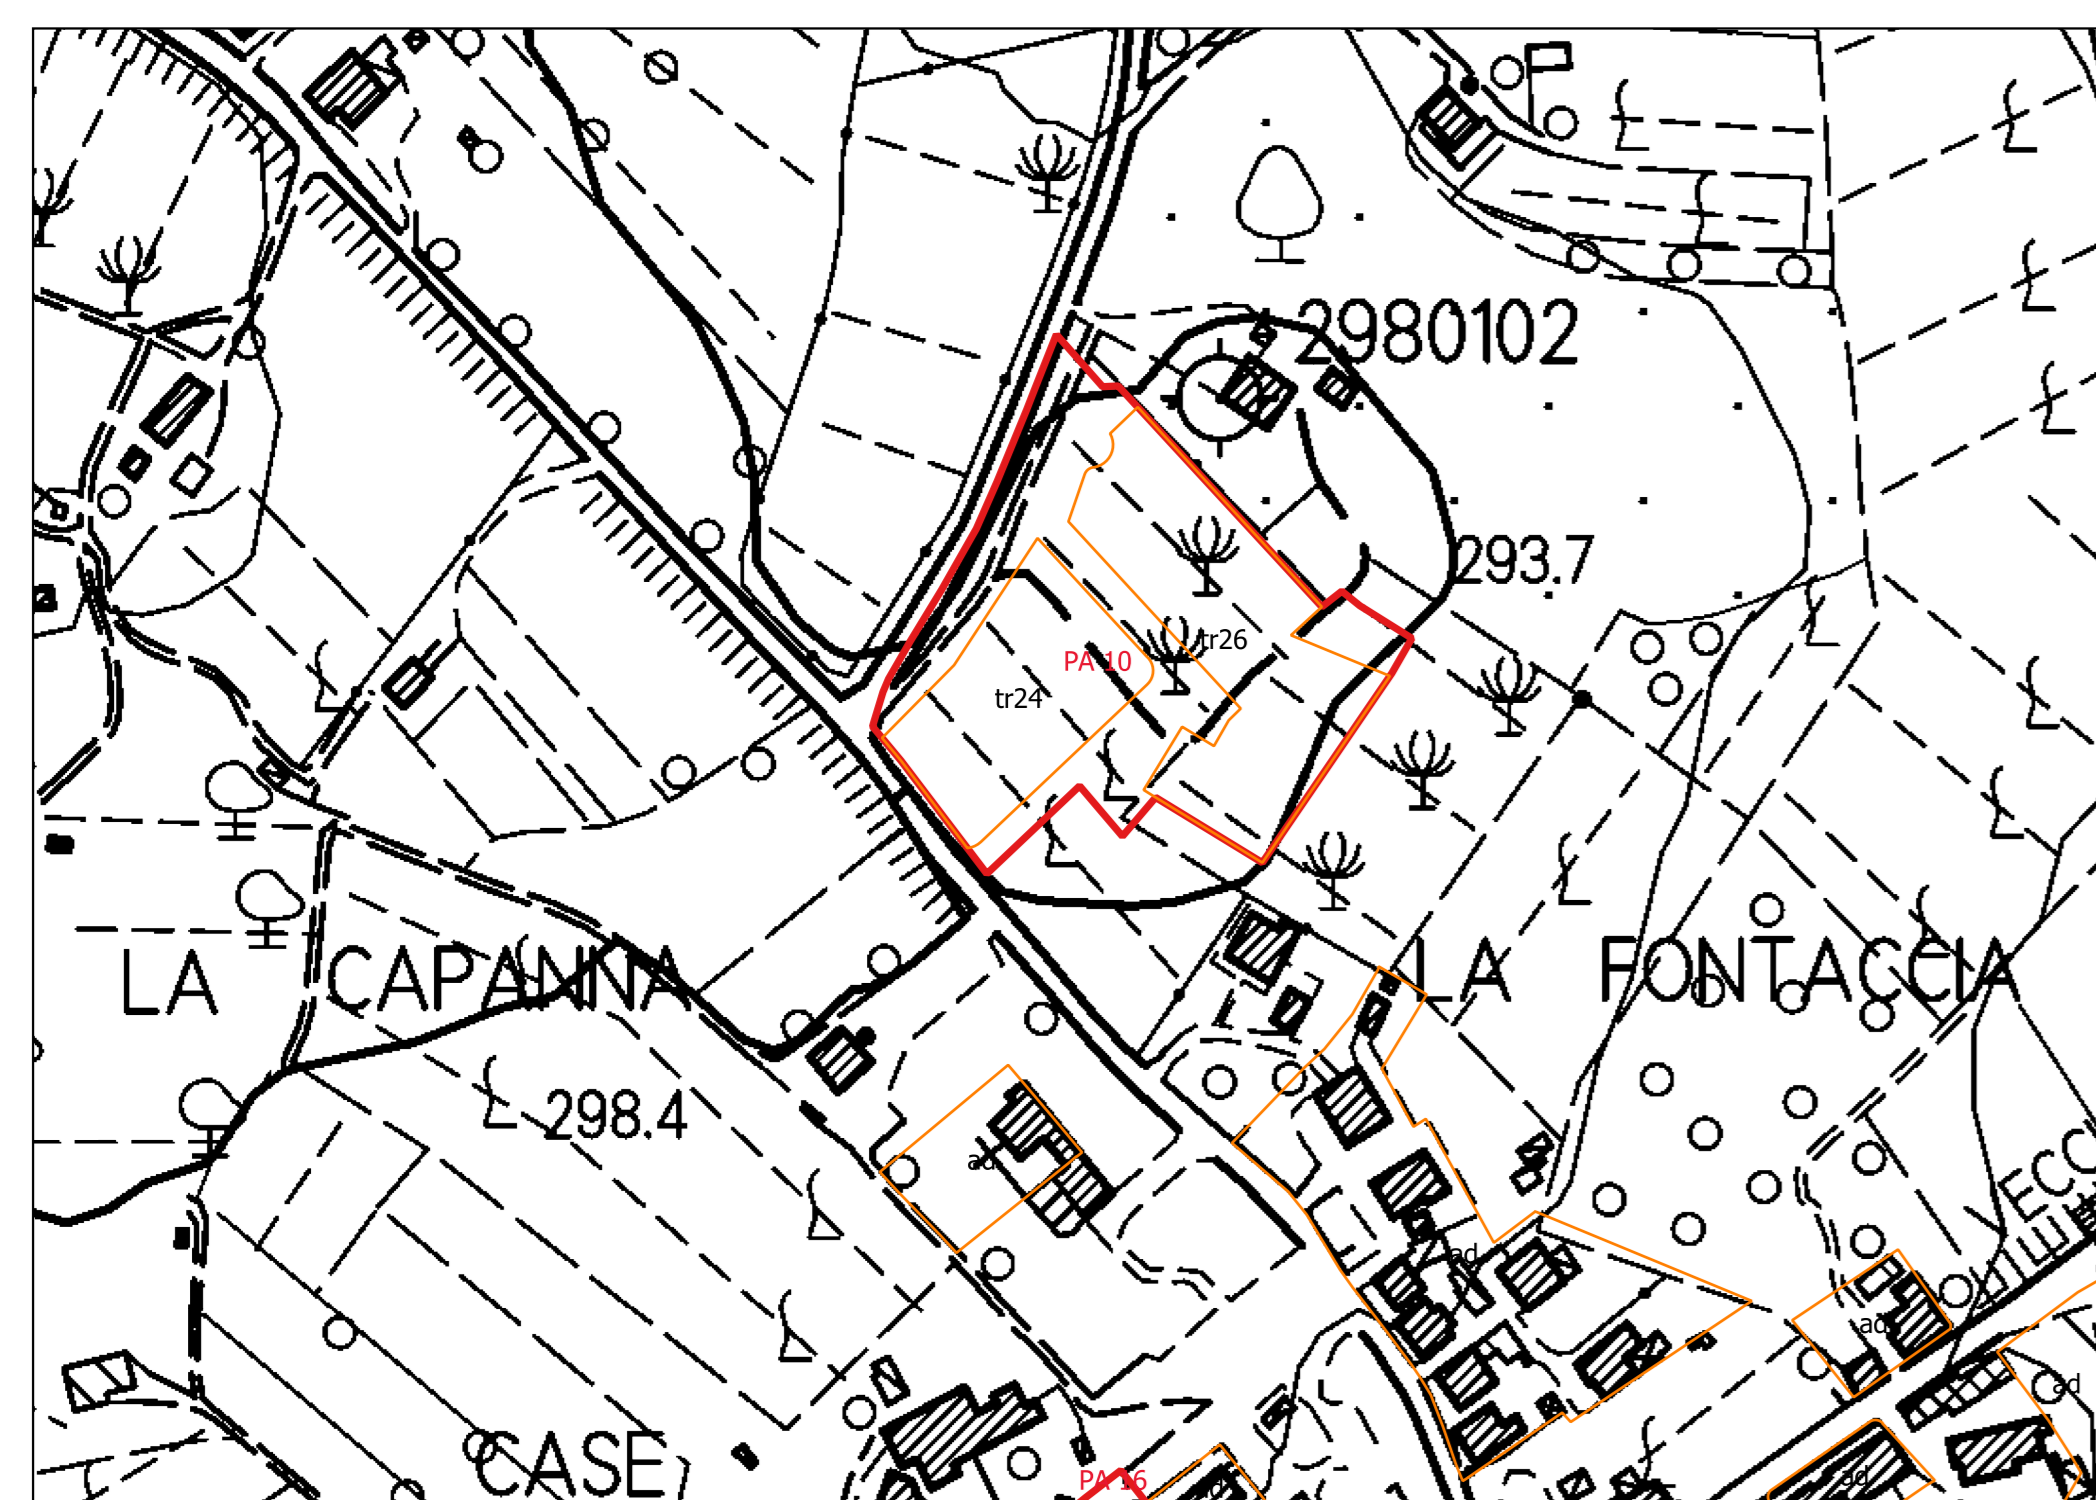 2980102
293.7
tr26
PA 10
tr24
LA CAPANNA
LA FONTACCIA
298.4
ad
ad
ad
ad
CASE
PA 16
ad